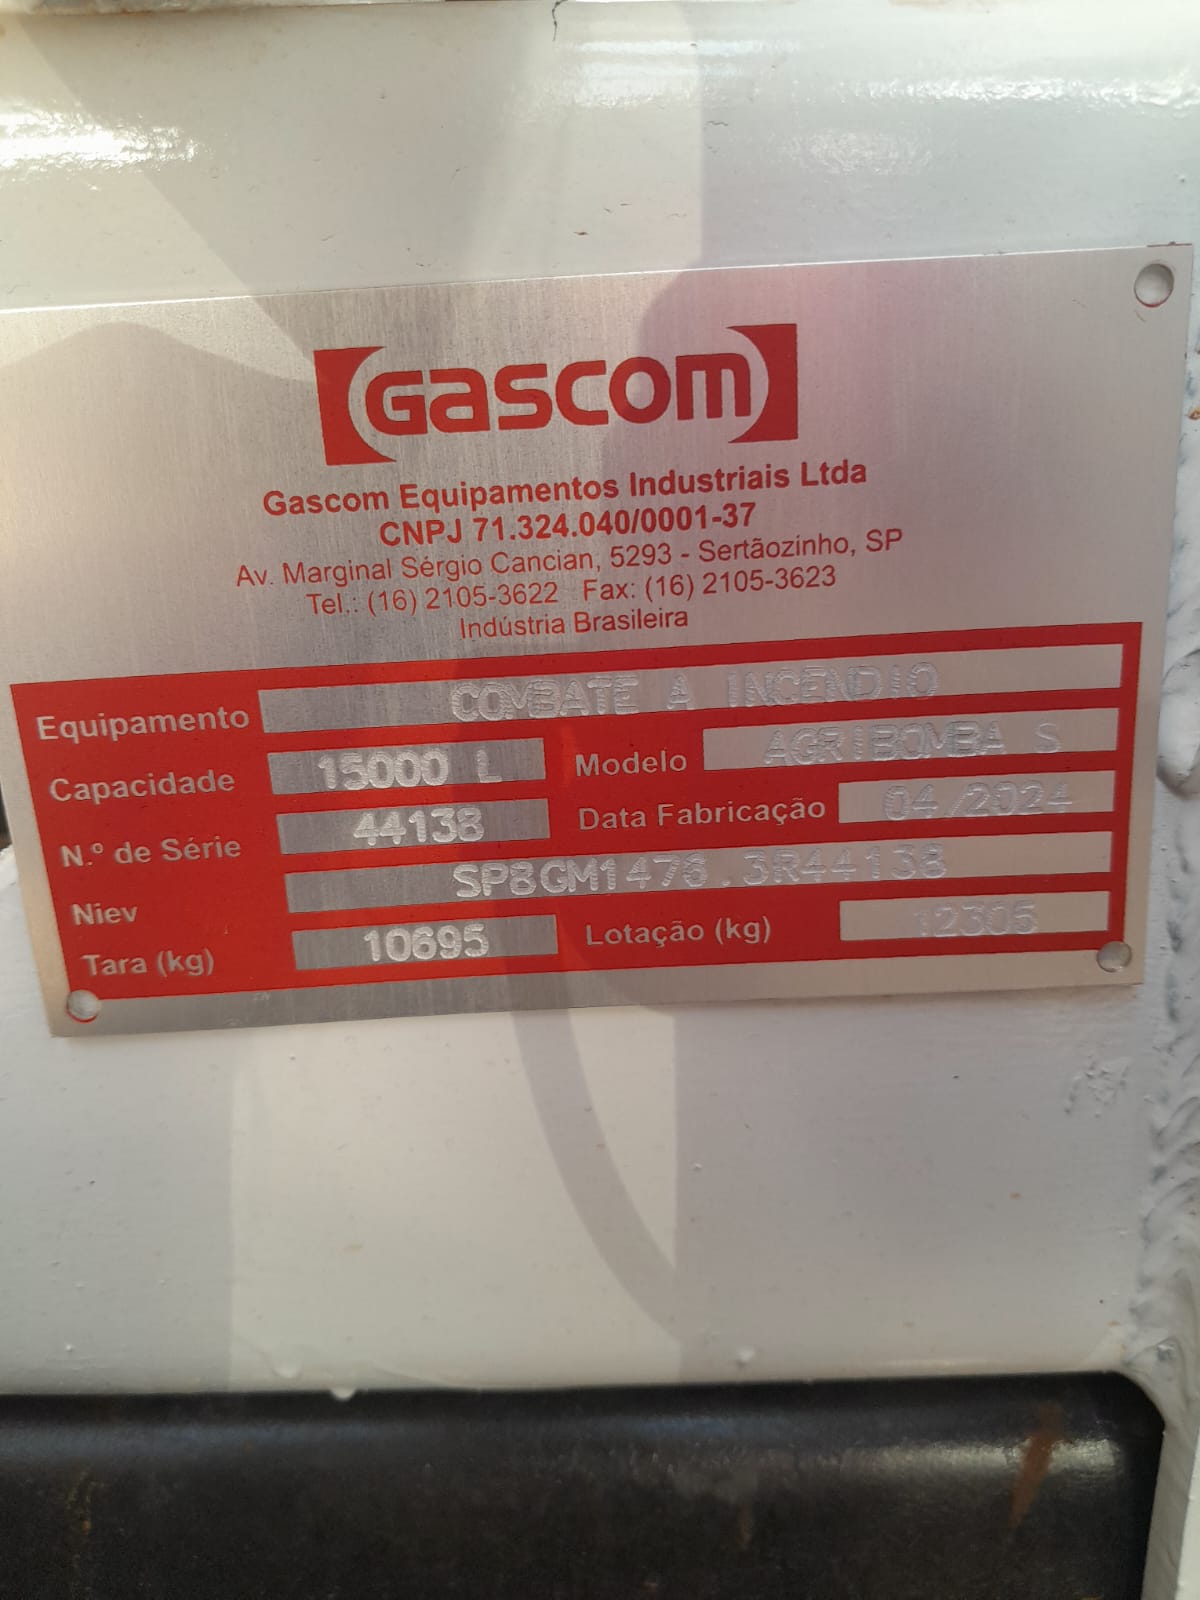 GASCOM
Gascom Equipamentos Industriais Ltda
CNPJ 71.324.040/0001-37
Av. Marginal Sérgio Cancian, 5293 - Sertãozinho, SP
Tel.: (16) 2105-3622 Fax: (16) 2105-3623
Indústria Brasileira
Equipamento COMBATE A INCENDIO
Capacidade 15000 L Modelo AGRIBOMBA S
N.º de Série 44138 Data Fabricação 04/2024
Niev SP8GM1476.3R44138
Tara (kg) 10695 Lotação (kg) 12305